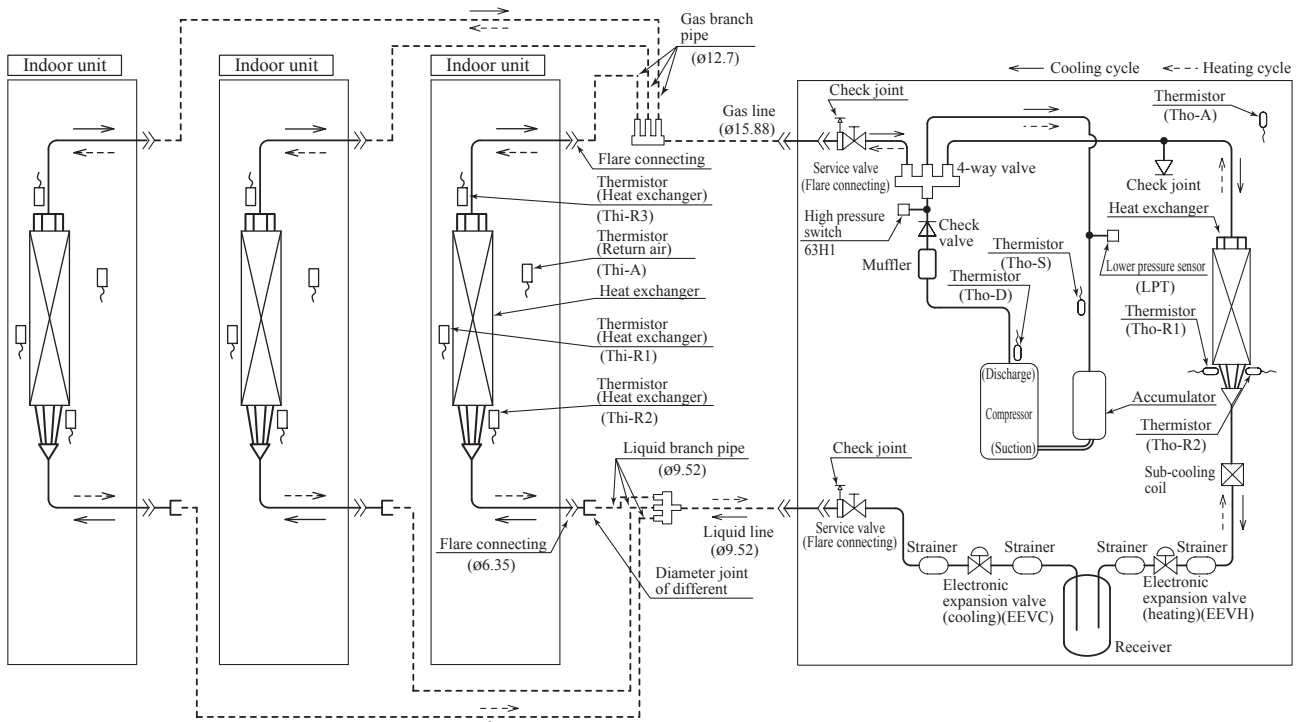 Gas branch
pipe
(ø12.7)
Indoor unit
Indoor unit
Indoor unit
Cooling cycle
Heating cycle
Check joint
Thermistor
(Tho-A)
Gas line
(ø15.88)
Flare connecting
Service valve
(Flare connecting)
4-way valve
Check joint
Thermistor
(Heat exchanger)
(Thi-R3)
High pressure
switch
63H1
Check
valve
Heat exchanger
Thermistor
(Return air)
(Thi-A)
Muffler
Thermistor
(Tho-D)
Thermistor
(Tho-S)
Lower pressure sensor
(LPT)
Heat exchanger
Thermistor
(Heat exchanger)
(Thi-R1)
Thermistor
(Tho-R1)
Thermistor
(Heat exchanger)
(Thi-R2)
(Discharge)
Compressor
(Suction)
Accumulator
Thermistor
(Tho-R2)
Liquid branch pipe
(ø9.52)
Check joint
Sub-cooling
coil
Liquid line
(ø9.52)
Service valve
(Flare connecting)
Flare connecting
(ø6.35)
Diameter joint
of different
Strainer
Strainer
Strainer
Strainer
Electronic
expansion valve
(cooling)(EEVC)
Electronic
expansion valve
(heating)(EEVH)
Receiver